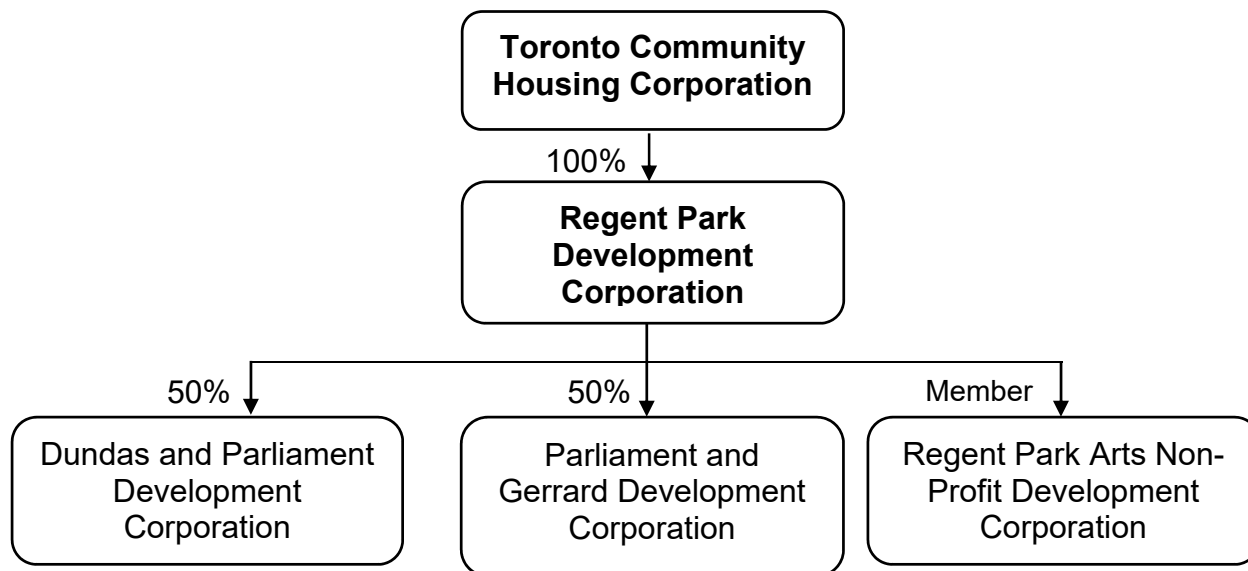 Toronto Community
Housing Corporation
100%
Regent Park
Development
Corporation
50%
50%
Member
Dundas and Parliament
Development
Corporation
Parliament and
Gerrard Development
Corporation
Regent Park Arts Non-
Profit Development
Corporation